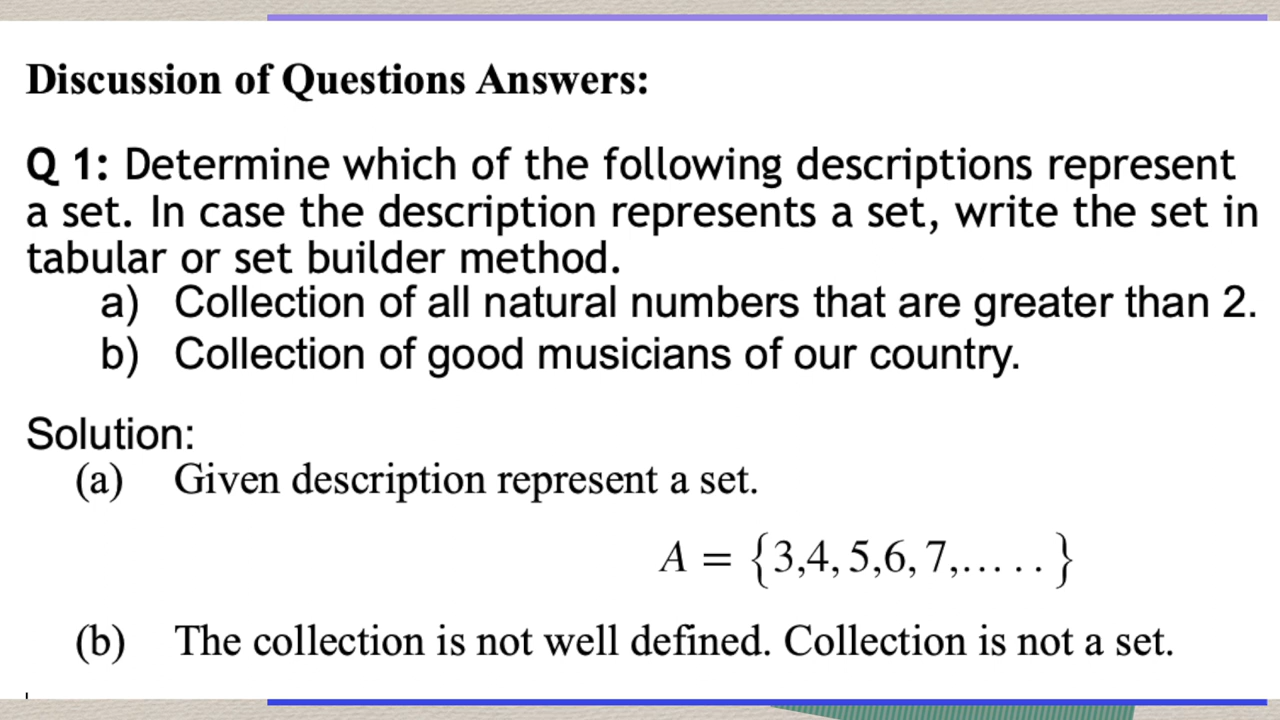 Discussion of Questions Answers:
Q 1: Determine which of the following descriptions represent
a set. In case the description represents a set, write the set in
tabular or set builder method.
a) Collection of all natural numbers that are greater than 2.
b) Collection of good musicians of our country.
Solution:
(a) Given description represent a set.
A = {3,4, 5,6, 7,... . . }
(b) The collection is not well defined. Collection is not a set.